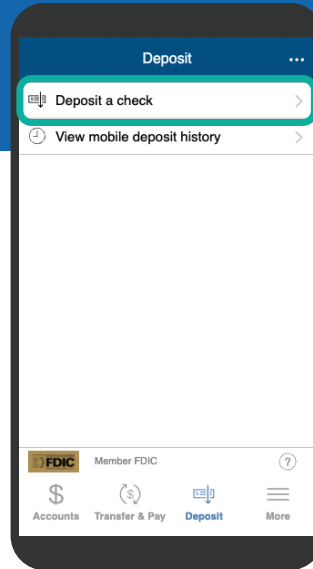 Deposit
Deposit a check
View mobile deposit history
FDIC Member FDIC ?
$ $
Accounts Transfer & Pay Deposit More